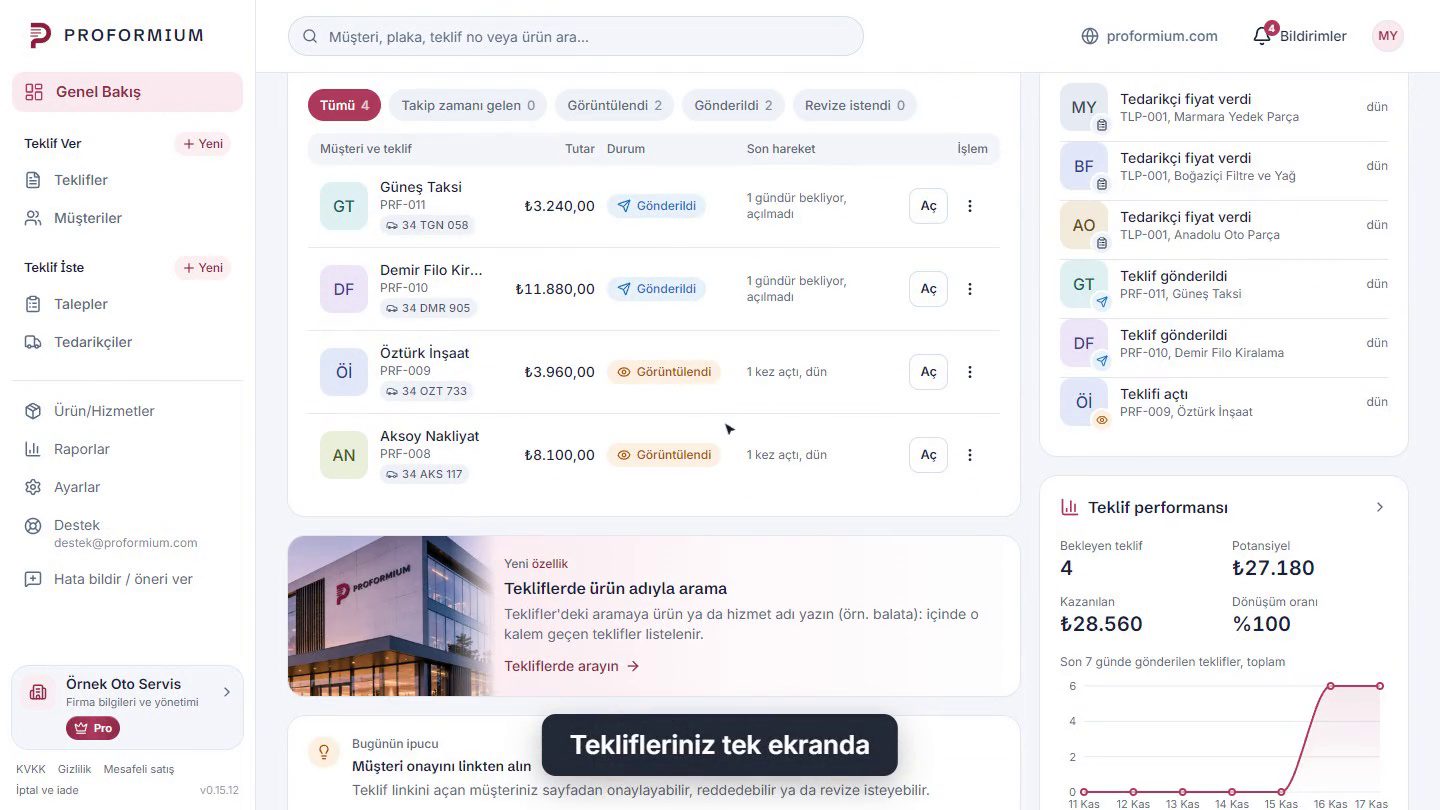 PROFORMIUM
Müşteri, plaka, teklif no veya ürün ara...
proformium.com
4
Bildirimler
MY
Genel Bakış
Teklif Ver
Yeni
Teklifler
Müşteriler
Teklif İste
Yeni
Talepler
Tedarikçiler
Ürün/Hizmetler
Raporlar
Ayarlar
Destek
destek@proformium.com
Hata bildir / öneri ver
Örnek Oto Servis
Firma bilgileri ve yönetimi
Pro
KVKK Gizlilik Mesafeli satış
İptal ve iade v0.15.12
Tümü 4 Takip zamanı gelen 0 Görüntülendi 2 Gönderildi 2 Revize istendi 0
Müşteri ve teklif Tutar Durum Son hareket İşlem
GT
Güneş Taksi
PRF-011
34 TGN 058
₺3.240,00
Gönderildi
1 gündür bekliyor,
açılmadı
Aç
DF
Demir Filo Kir...
PRF-010
34 DMR 905
₺11.880,00
Gönderildi
1 gündür bekliyor,
açılmadı
Aç
Öİ
Öztürk İnşaat
PRF-009
34 OZT 733
₺3.960,00
Görüntülendi
1 kez açtı, dün
Aç
AN
Aksoy Nakliyat
PRF-008
34 AKS 117
₺8.100,00
Görüntülendi
1 kez açtı, dün
Aç
PROFORMIUM
Yeni özellik
Tekliflerde ürün adıyla arama
Teklifler'deki aramaya ürün ya da hizmet adı yazın (örn. balata): içinde o
kalem geçen teklifler listelenir.
Tekliflerde arayın
Bugünün ipucu
Müşteri onayını linkten alın
Teklif linkini açan müşteriniz sayfadan onaylayabilir, reddedebilir ya da revize isteyebilir.
Teklifleriniz tek ekranda
MY
Tedarikçi fiyat verdi
TLP-001, Marmara Yedek Parça
dün
BF
Tedarikçi fiyat verdi
TLP-001, Boğaziçi Filtre ve Yağ
dün
AO
Tedarikçi fiyat verdi
TLP-001, Anadolu Oto Parça
dün
GT
Teklif gönderildi
PRF-011, Güneş Taksi
dün
DF
Teklif gönderildi
PRF-010, Demir Filo Kiralama
dün
Öİ
Teklifi açtı
PRF-009, Öztürk İnşaat
dün
Teklif performansı
Bekleyen teklif Potansiyel
4 ₺27.180
Kazanılan Dönüşüm oranı
₺28.560 %100
Son 7 günde gönderilen teklifler, toplam
6
4
2
0
11 Kas 12 Kas 13 Kas 14 Kas 15 Kas 16 Kas 17 Kas